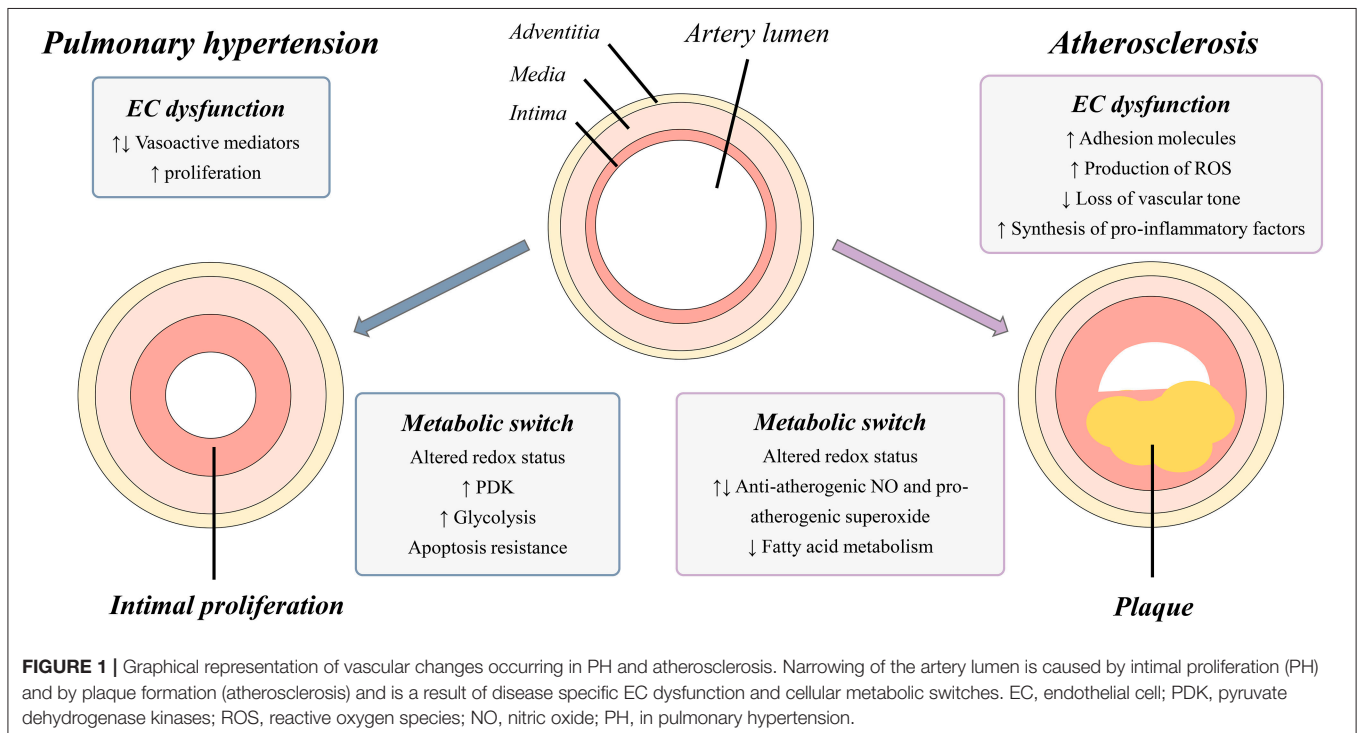 Pulmonary hypertension
EC dysfunction
↑↓ Vasoactive mediators
↑ proliferation
Adventitia
Media
Intima
Artery lumen
Atherosclerosis
EC dysfunction
↑ Adhesion molecules
↑ Production of ROS
↓ Loss of vascular tone
↑ Synthesis of pro-inflammatory factors
Metabolic switch
Altered redox status
↑ PDK
↑ Glycolysis
Apoptosis resistance
Metabolic switch
Altered redox status
↑↓ Anti-atherogenic NO and pro-
atherogenic superoxide
↓ Fatty acid metabolism
Intimal proliferation
Plaque
FIGURE 1 | Graphical representation of vascular changes occurring in PH and atherosclerosis. Narrowing of the artery lumen is caused by intimal proliferation (PH)
and by plaque formation (atherosclerosis) and is a result of disease specific EC dysfunction and cellular metabolic switches. EC, endothelial cell; PDK, pyruvate
dehydrogenase kinases; ROS, reactive oxygen species; NO, nitric oxide; PH, in pulmonary hypertension.